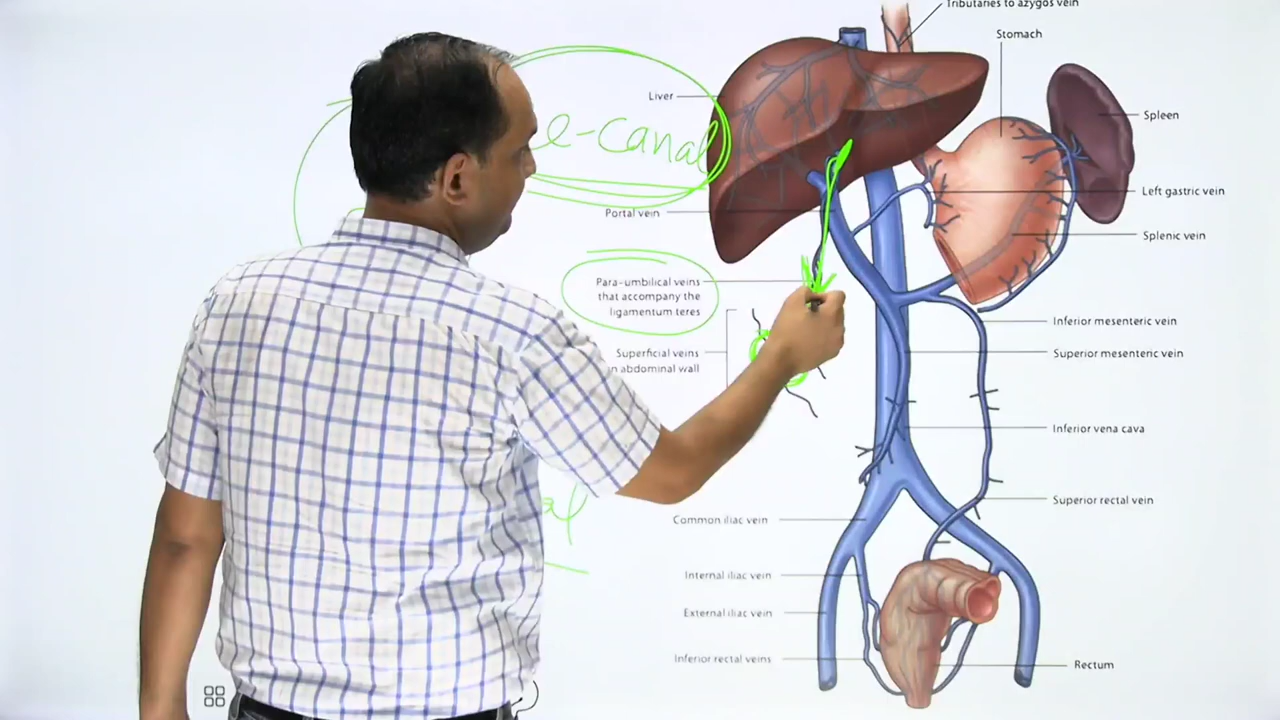 Tributaries to azygos vein
Stomach
Liver
e-canal
Spleen
Left gastric vein
Portal vein
Splenic vein
Para-umbilical veins
that accompany the
ligamentum teres
Inferior mesenteric vein
Superficial veins
abdominal wall
Superior mesenteric vein
Inferior vena cava
Superior rectal vein
al
Common iliac vein
Internal iliac vein
External iliac vein
Inferior rectal veins
Rectum